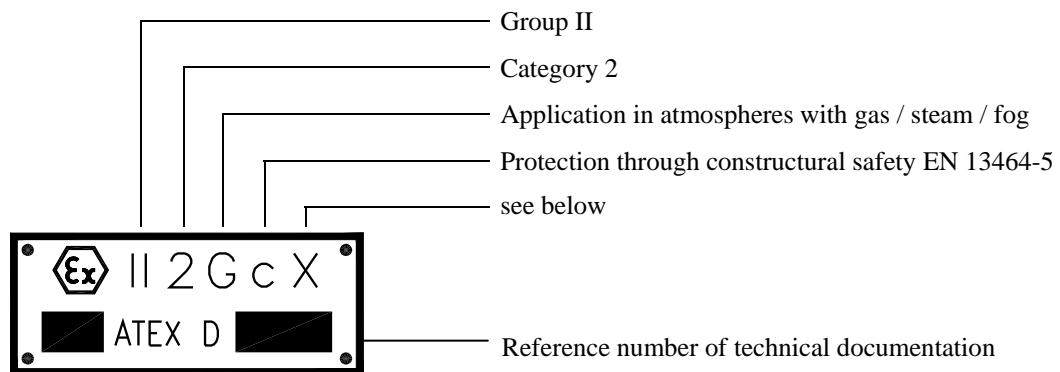 Group II
Category 2
Application in atmospheres with gas / steam / fog
Protection through constructural safety EN 13464-5
see below
Ex II 2 G c X
ATEX D
Reference number of technical documentation